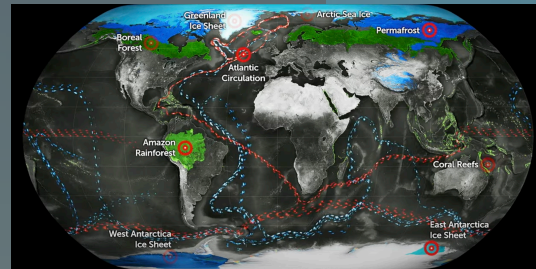 Greenland
Ice Sheet
Arctic Sea Ice
Permafrost
Boreal
Forest
Atlantic
Circulation
Amazon
Rainforest
Coral Reefs
West Antarctica
Ice Sheet
East Antarctica
Ice Sheet